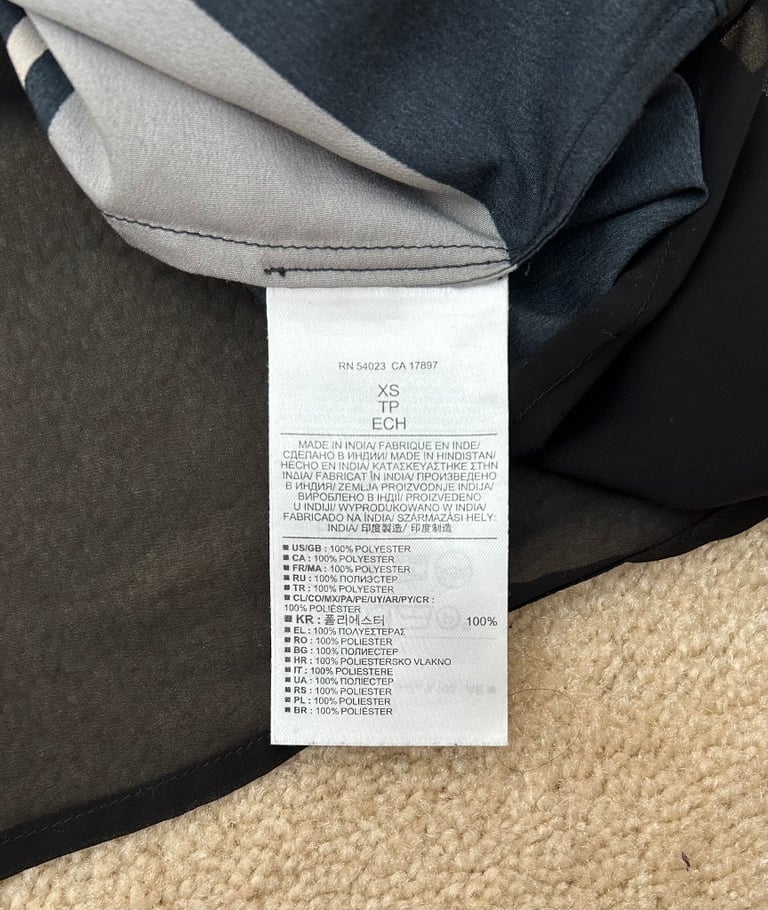 RN 54023 CA 17897
XS
TP
ECH
MADE IN INDIA/ FABRIQUE EN INDE/
СДЕЛАНО В ИНДИИ/ MADE IN HINDISTAN/
HECHO EN INDIA/ ΚΑΤΑΣΚΕΥΑΣΤΗΚΕ ΣΤΗΝ
ΙΝΔΙΑ/ FABRICAT ÎN INDIA/ ПРОИЗВЕДЕНО
В ИНДИЯ/ ZEMLJA PROIZVODNJE INDIJA/
ВИРОБЛЕНО В ІНДІЇ/ PROIZVEDENO
U INDIJI/ WYPRODUKOWANO W INDIA/
FABRICADO NA ÍNDIA/ SZÁRMAZÁSI HELY:
INDIA/ 印度製造/ 印度制造
US/GB : 100% POLYESTER
CA : 100% POLYESTER
FR/MA : 100% POLYESTER
RU : 100% ПОЛИЭСТЕР
TR : 100% POLYESTER
CL/CO/MX/PA/PE/UY/AR/PY/CR :
100% POLIÉSTER
KR : 폴리에스터 100%
EL : 100% ΠΟΛΥΕΣΤΕΡΑΣ
RO : 100% POLIESTER
BG : 100% ПОЛИЕСТЕР
HR : 100% POLIESTERSKO VLAKNO
IT : 100% POLIESTERE
UA : 100% ПОЛІЕСТЕР
RS : 100% POLIESTER
PL : 100% POLIESTER
BR : 100% POLIÉSTER